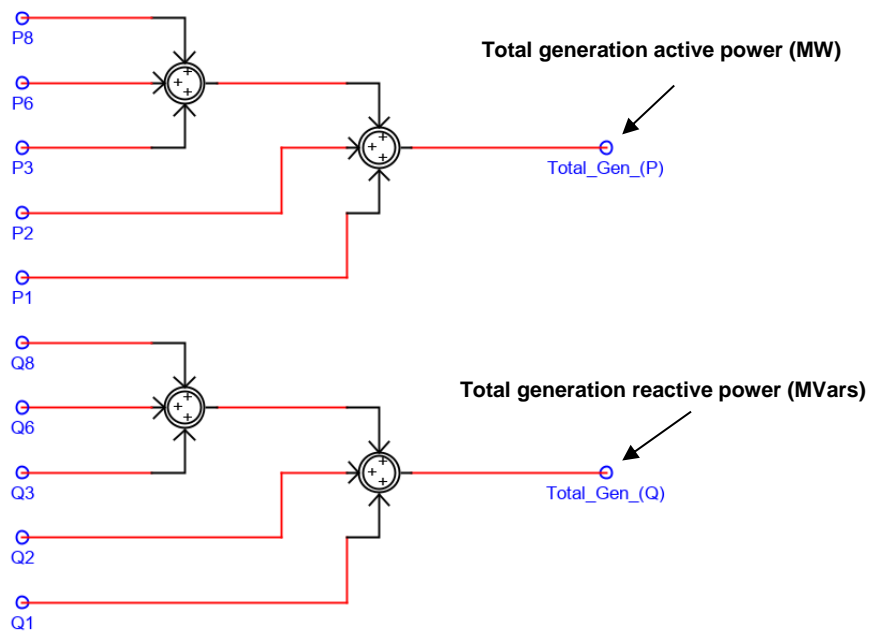 P8
Total generation active power (MW)
P6
+
+
+
P3
+
+
+
Total_Gen_(P)
P2
P1
Q8
Total generation reactive power (MVars)
Q6
+
+
+
Q3
+
+
+
Total_Gen_(Q)
Q2
Q1